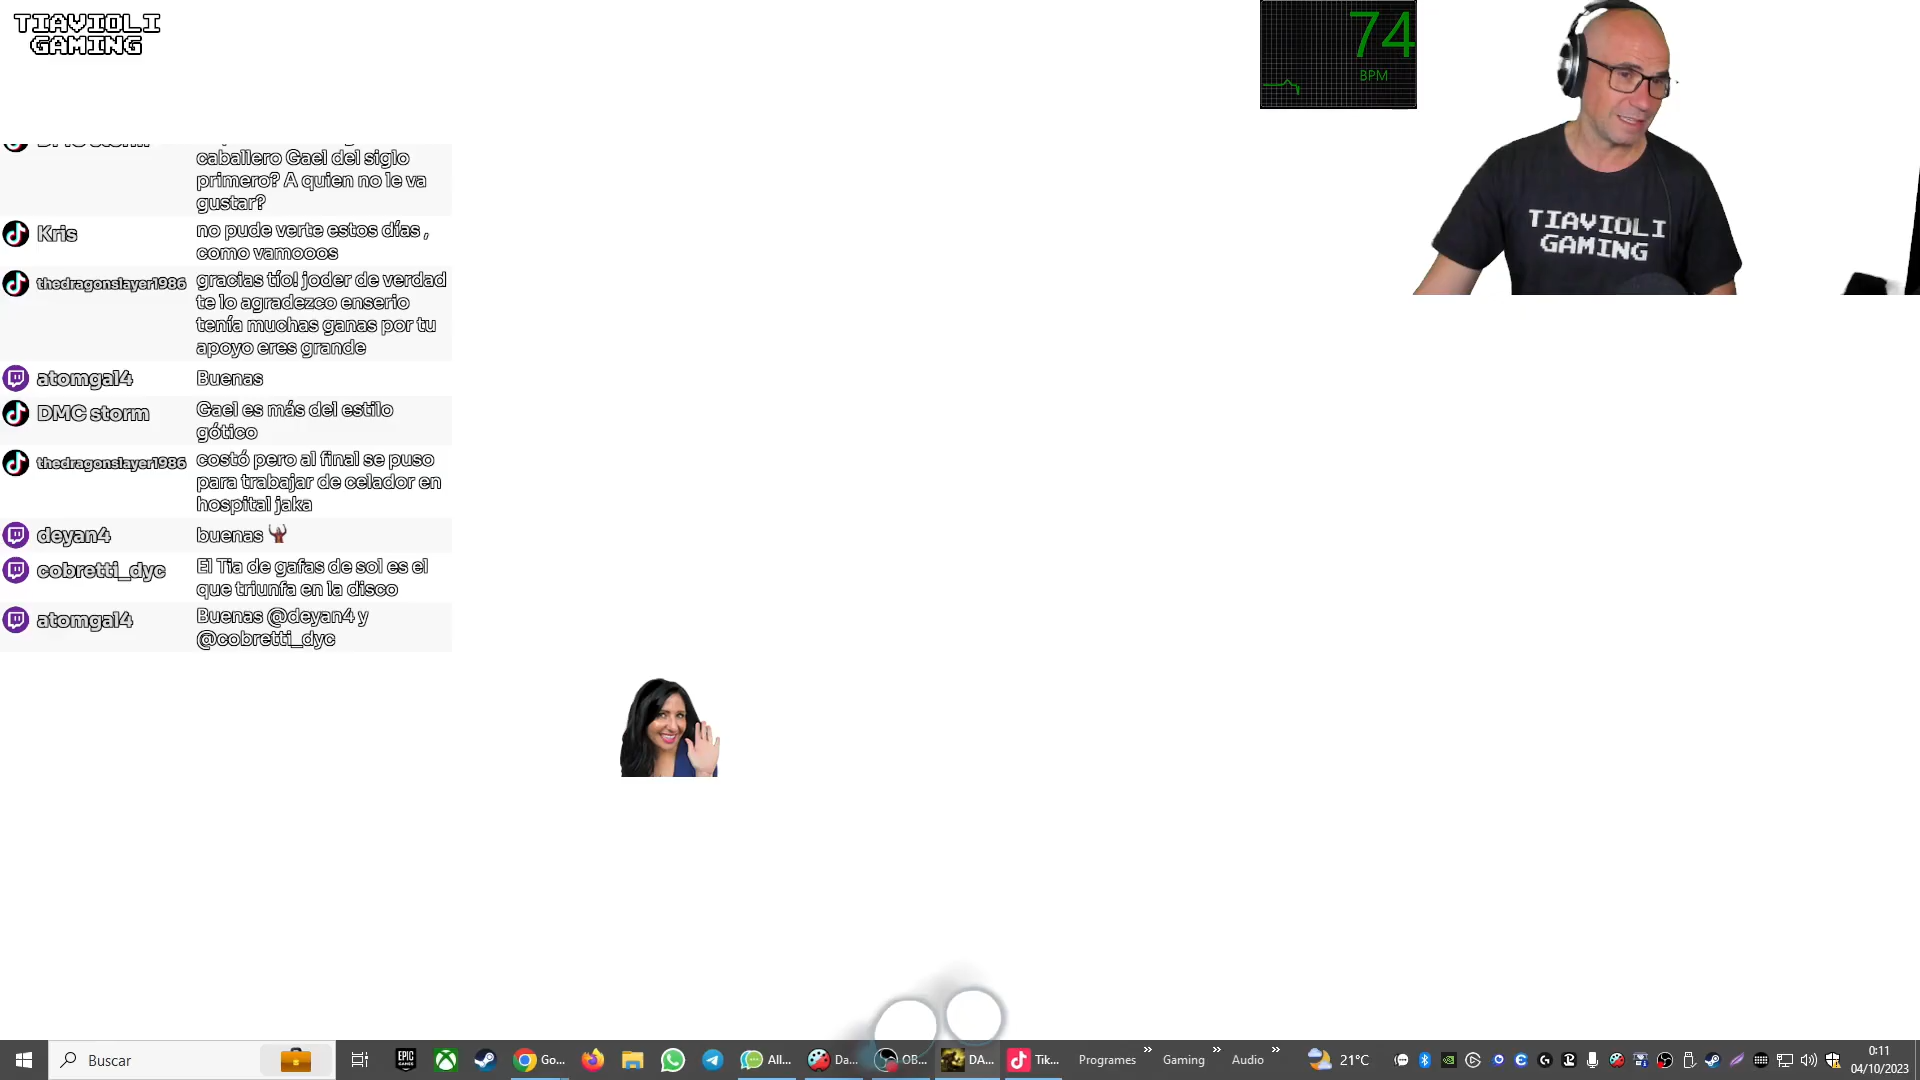 TIAVIOLI
GAMING
74
BPM
TIAVIOLI
GAMING
caballero Gael del siglo
primero? A quien no le va
gustar?
Kris
no pude verte estos días ,
como vamooos
thedragonslayer1986
gracias tío! joder de verdad
te lo agradezco enserio
tenía muchas ganas por tu
apoyo eres grande
atomgal4
Buenas
DMC storm
Gael es más del estilo
gótico
thedragonslayer1986
costó pero al final se puso
para trabajar de celador en
hospital jaka
deyan4
buenas
cobretti_dyc
El Tia de gafas de sol es el
que triunfa en la disco
atomgal4
Buenas @deyan4 y
@cobretti_dyc
Buscar
EPIC
GAMES
Go...
All...
Da...
OB...
DA...
Tik...
Programes
Gaming
Audio
21°C
0:11
04/10/2023